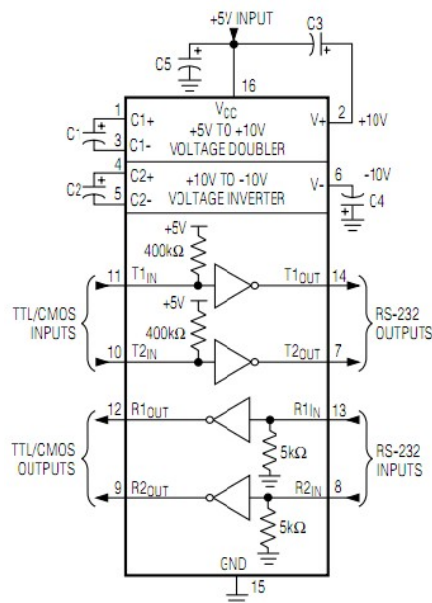 +5V INPUT
C3
C5
16
1
C1+
VCC
V+
2
+10V
C1
+5V TO +10V
3
C1-
VOLTAGE DOUBLER
4
C2+
+10V TO -10V
V-
6
-10V
C2
5
C2-
VOLTAGE INVERTER
C4
+5V
400kΩ
11
T1IN
T1OUT
14
TTL/CMOS
INPUTS
+5V
400kΩ
RS-232
OUTPUTS
10
T2IN
T2OUT
7
12
R1OUT
R1IN
13
TTL/CMOS
OUTPUTS
5kΩ
RS-232
INPUTS
9
R2OUT
R2IN
8
5kΩ
GND
15